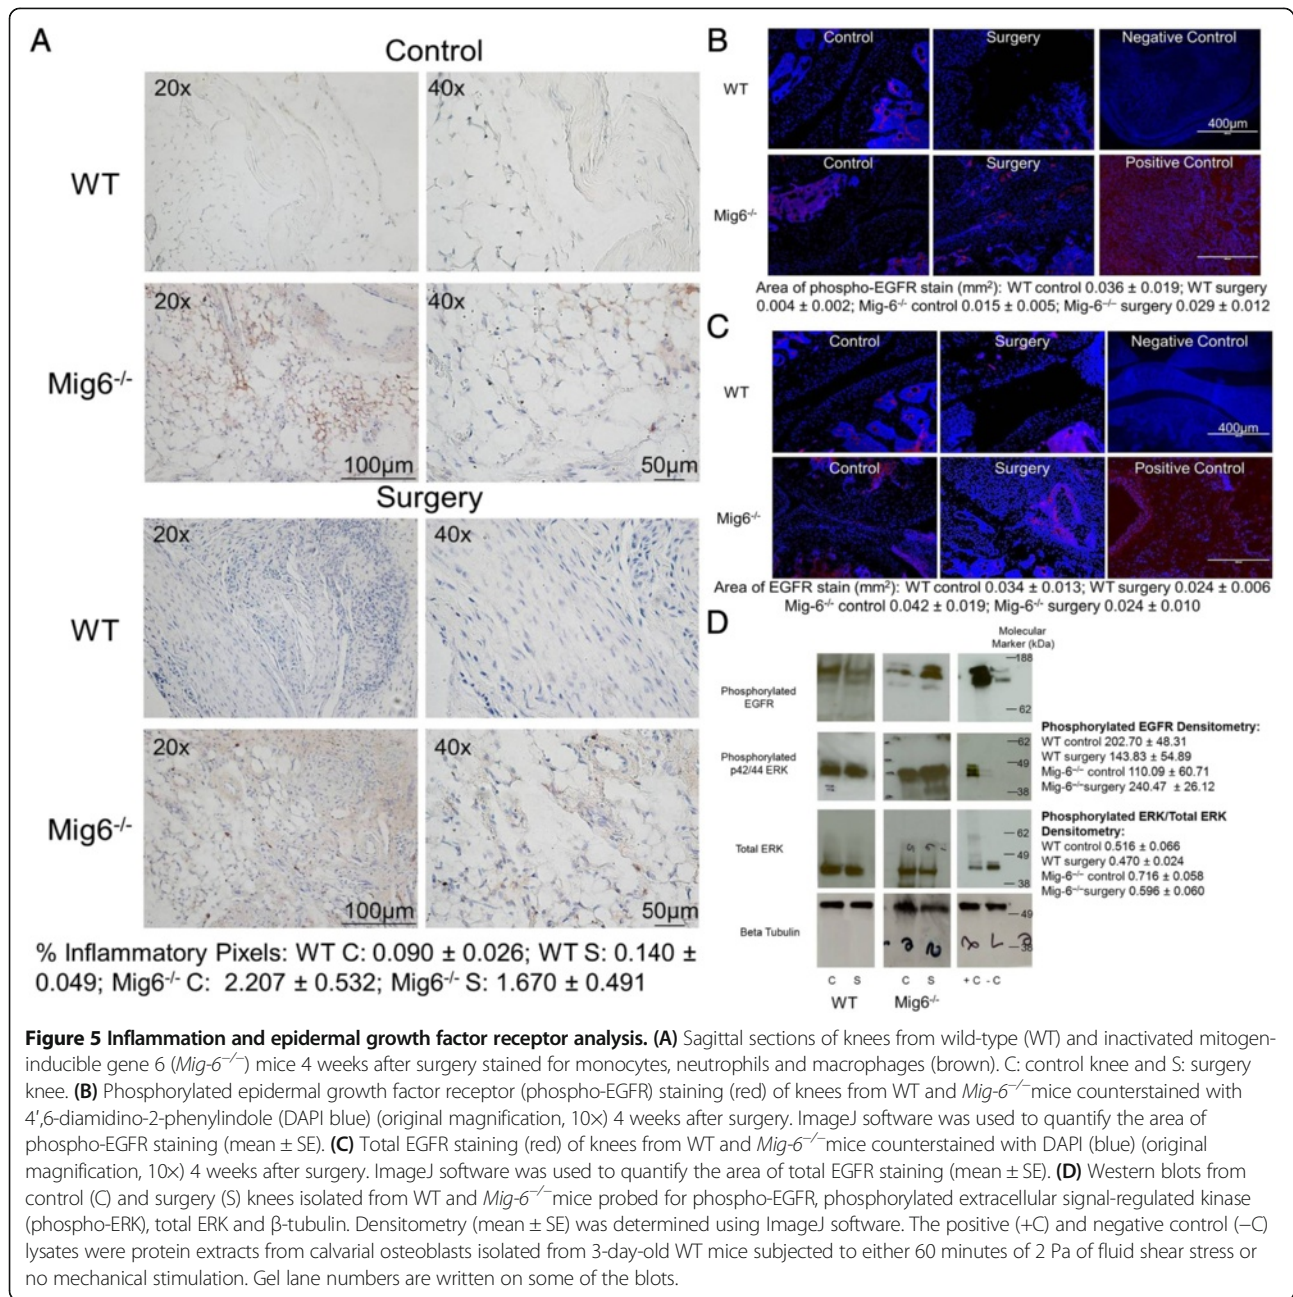 A
Control
20x
40x
WT
20x
40x
Mig6-/-
100µm
50µm
Surgery
20x
40x
WT
20x
40x
Mig6-/-
100µm
50µm
% Inflammatory Pixels: WT C: 0.090 ± 0.026; WT S: 0.140 ±
0.049; Mig6-/- C: 2.207 ± 0.532; Mig6-/- S: 1.670 ± 0.491
B
Control
Surgery
Negative Control
WT
400µm
Control
Surgery
Positive Control
Mig6-/-
Area of phospho-EGFR stain (mm²): WT control 0.036 ± 0.019; WT surgery
0.004 ± 0.002; Mig-6-/- control 0.015 ± 0.005; Mig-6-/- surgery 0.029 ± 0.012
C
Control
Surgery
Negative Control
WT
400µm
Control
Surgery
Positive Control
Mig6-/-
Area of EGFR stain (mm²): WT control 0.034 ± 0.013; WT surgery 0.024 ± 0.006
Mig-6-/- control 0.042 ± 0.019; Mig-6-/- surgery 0.024 ± 0.010
D
Molecular
Marker (kDa)
188
Phosphorylated
EGFR
62
Phosphorylated
p42/44 ERK
62
49
38
Total ERK
62
49
38
Beta Tubulin
49
38
C S C S + C - C
WT Mig6-/-
Phosphorylated EGFR Densitometry:
WT control 202.70 ± 48.31
WT surgery 143.83 ± 54.89
Mig-6-/- control 110.09 ± 60.71
Mig-6-/-surgery 240.47 ± 26.12
Phosphorylated ERK/Total ERK
Densitometry:
WT control 0.516 ± 0.066
WT surgery 0.470 ± 0.024
Mig-6-/- control 0.716 ± 0.058
Mig-6-/-surgery 0.596 ± 0.060
Figure 5 Inflammation and epidermal growth factor receptor analysis. (A) Sagittal sections of knees from wild-type (WT) and inactivated mitogen-
inducible gene 6 (Mig-6−/−) mice 4 weeks after surgery stained for monocytes, neutrophils and macrophages (brown). C: control knee and S: surgery
knee. (B) Phosphorylated epidermal growth factor receptor (phospho-EGFR) staining (red) of knees from WT and Mig-6−/−mice counterstained with
4′,6-diamidino-2-phenylindole (DAPI blue) (original magnification, 10×) 4 weeks after surgery. ImageJ software was used to quantify the area of
phospho-EGFR staining (mean ± SE). (C) Total EGFR staining (red) of knees from WT and Mig-6−/−mice counterstained with DAPI (blue) (original
magnification, 10×) 4 weeks after surgery. ImageJ software was used to quantify the area of total EGFR staining (mean ± SE). (D) Western blots from
control (C) and surgery (S) knees isolated from WT and Mig-6−/−mice probed for phospho-EGFR, phosphorylated extracellular signal-regulated kinase
(phospho-ERK), total ERK and β-tubulin. Densitometry (mean ± SE) was determined using ImageJ software. The positive (+C) and negative control (−C)
lysates were protein extracts from calvarial osteoblasts isolated from 3-day-old WT mice subjected to either 60 minutes of 2 Pa of fluid shear stress or
no mechanical stimulation. Gel lane numbers are written on some of the blots.